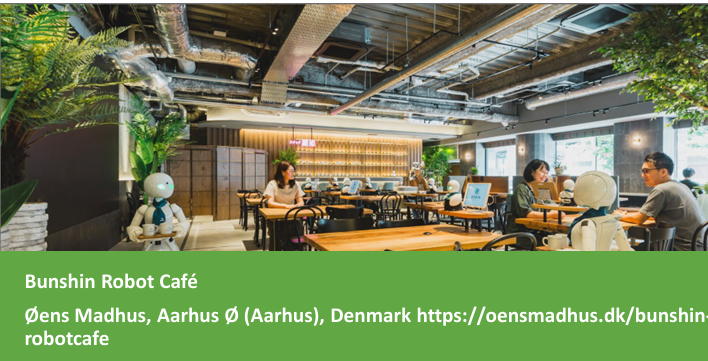 Bunshin Robot Café
Øens Madhus, Aarhus Ø (Aarhus), Denmark https://oensmadhus.dk/bunshin-
robotcafe